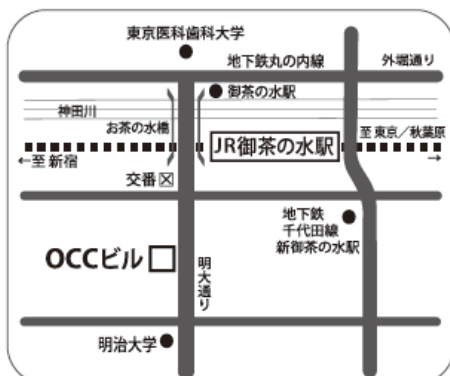 東京医科歯科大学
地下鉄丸の内線
外堀通り
御茶の水駅
神田川
お茶の水橋
JR御茶の水駅
至 東京／秋葉原
→
←至 新宿
交番
地下鉄
千代田線
新御茶の水駅
OCCビル
明大通り
明治大学